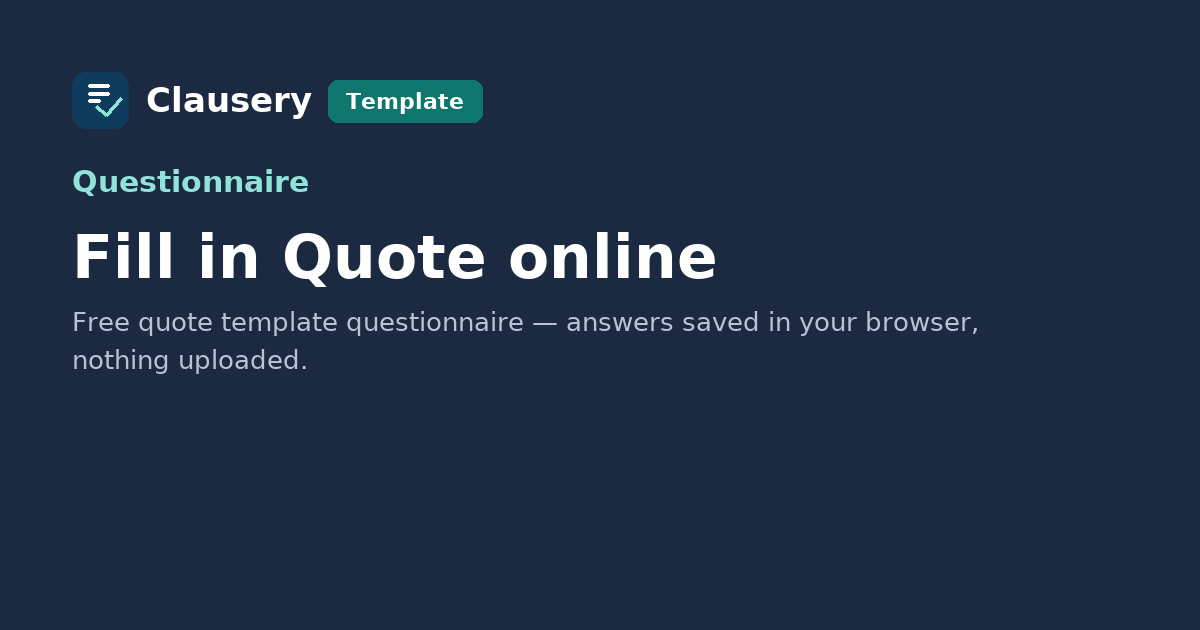 Clausery
Template
Questionnaire
Fill in Quote online
Free quote template questionnaire — answers saved in your browser,
nothing uploaded.